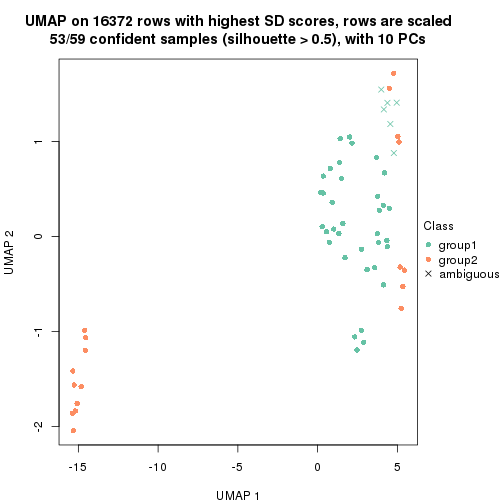 UMAP on 16372 rows with highest SD scores, rows are scaled
53/59 confident samples (silhouette > 0.5), with 10 PCs
1
0
-1
-2
UMAP 2
-15
-10
-5
0
5
UMAP 1
Class
group1
group2
ambiguous